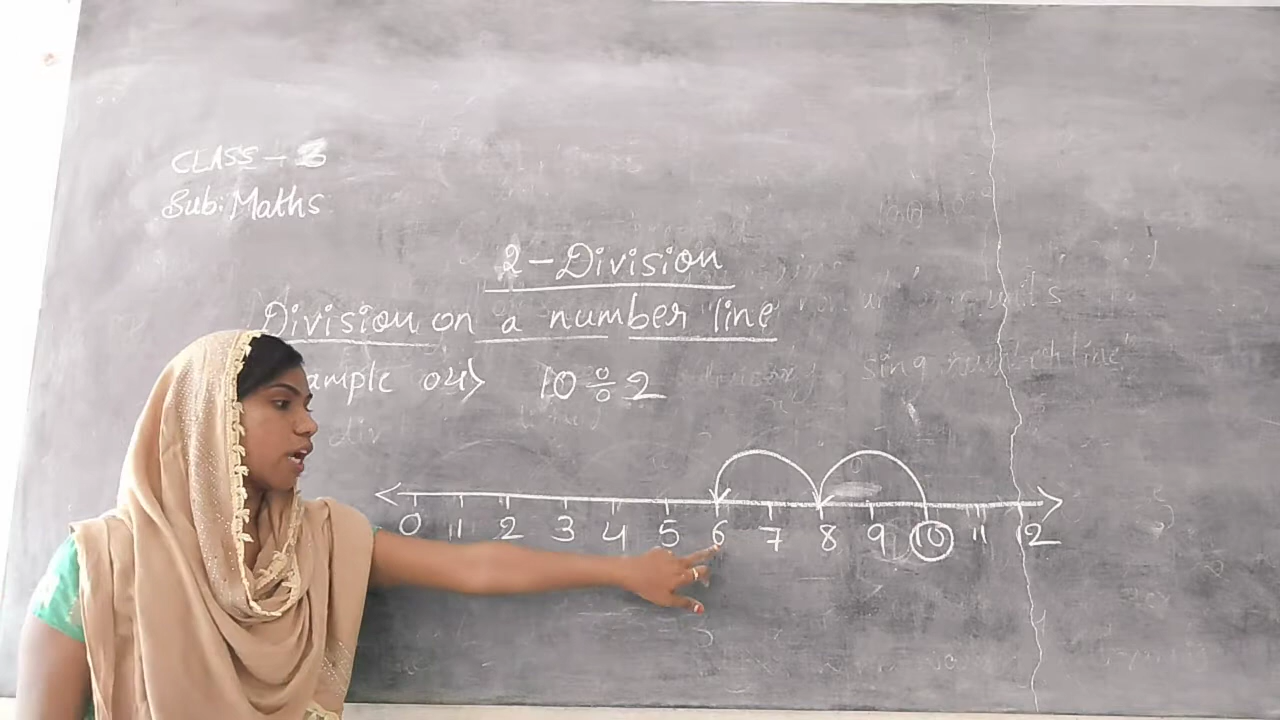 CLASS - 3
Sub: Maths
2-Division
Division on a number line
ample 04> 10 ÷ 2
0 1 2 3 4 5 6 7 8 9 10 11 12